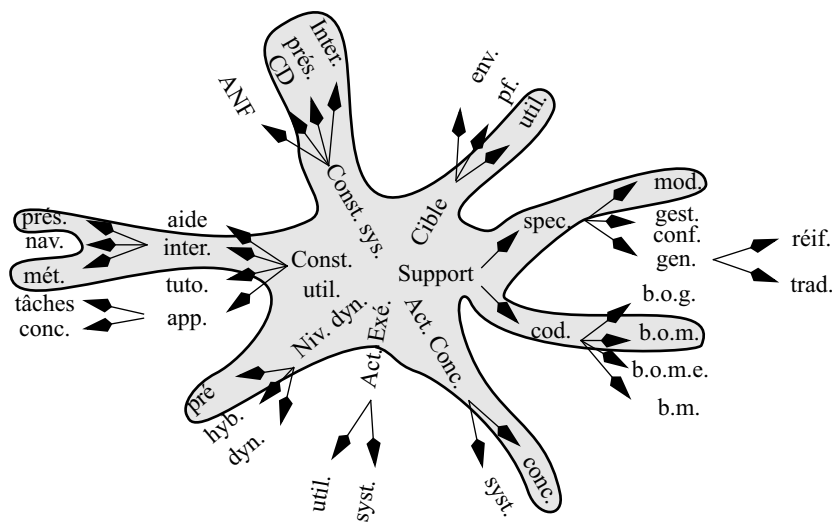 Inter.
prés.
CD
ANF
Const. sys.
env.
pf.
util.
Cible
mod.
spec.
gest.
conf.
gen.
réif.
trad.
Support
b.o.g.
cod.
b.o.m.
b.o.m.e.
b.m.
prés.
nav.
mét.
aide
inter.
tuto.
app.
tâches
conc.
Const.
util.
Niv. dyn.
pré
hyb.
dyn.
Act. Exé.
util.
syst.
Act. Conc.
syst.
conc.